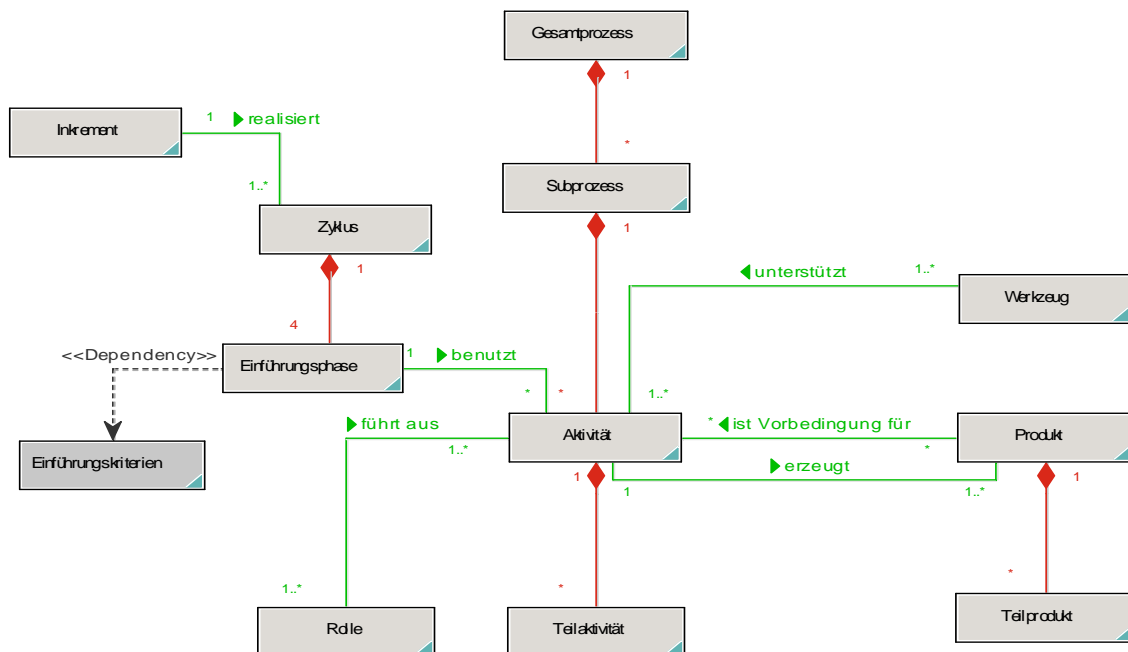 Gesamtprozess
1
*
Inkrement
1
realisiert
1..*
Zyklus
1
4
Subprozess
1
*
unterstützt
1..*
1..*
Werkzeug
<<Dependency>>
Einführungsphase
1
benutzt
*
Einführungskriterien
führt aus
1..*
1..*
Aktivität
*
ist Vorbedingung für
*
erzeugt
1
1..*
Produkt
1
*
1
*
Rolle
Teilaktivität
Teilprodukt